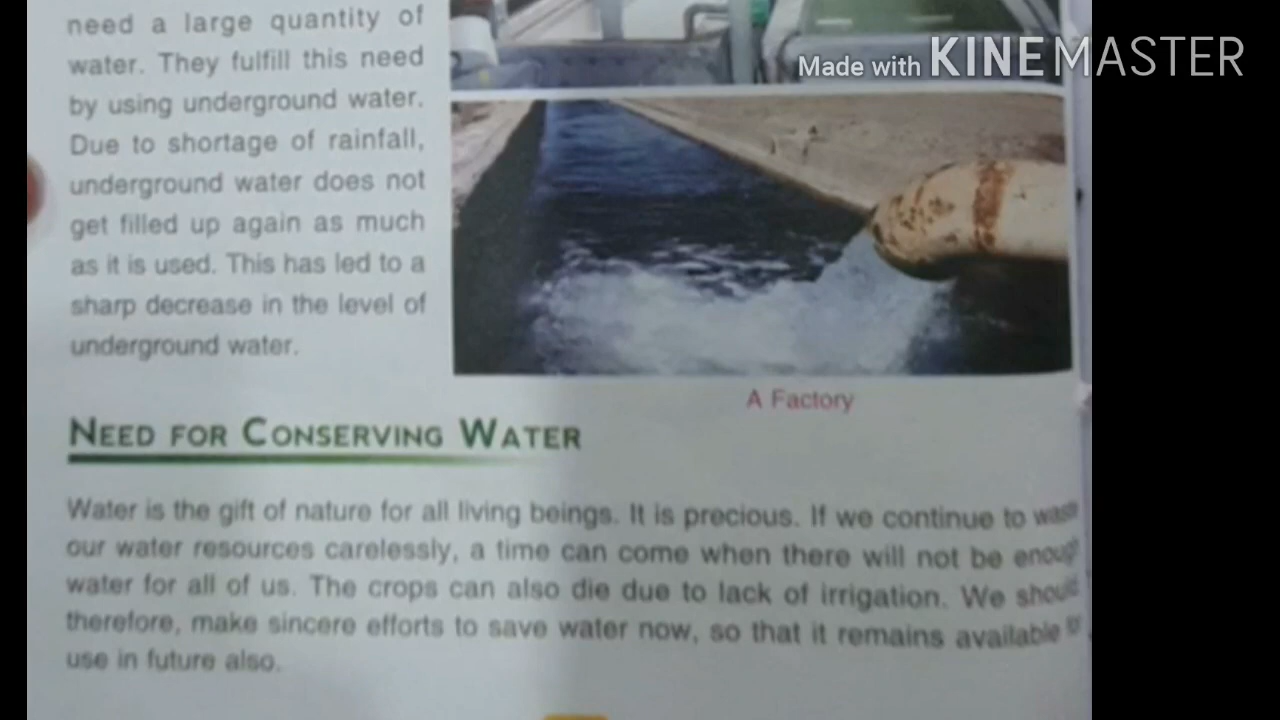 need a large quantity of
water. They fulfill this need
by using underground water.
Due to shortage of rainfall,
underground water does not
get filled up again as much
as it is used. This has led to a
sharp decrease in the level of
underground water.
Made with KINEMASTER
A Factory
NEED FOR CONSERVING WATER
Water is the gift of nature for all living beings. It is precious. If we continue to
our water resources carelessly, a time can come when there will not be
water for all of us. The crops can also die due to lack of irrigation. We
therefore, make sincere efforts to save water now, so that it remains available
use in future also.